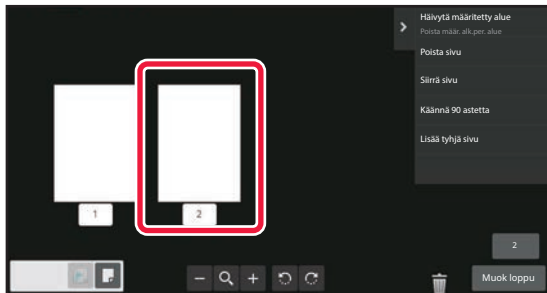 Häivytä määritetty alue
Poista määr. alk.per. alue
Poista sivu
Siirrä sivu
Käännä 90 astetta
Lisää tyhjä sivu
1
2
2
Muok loppu